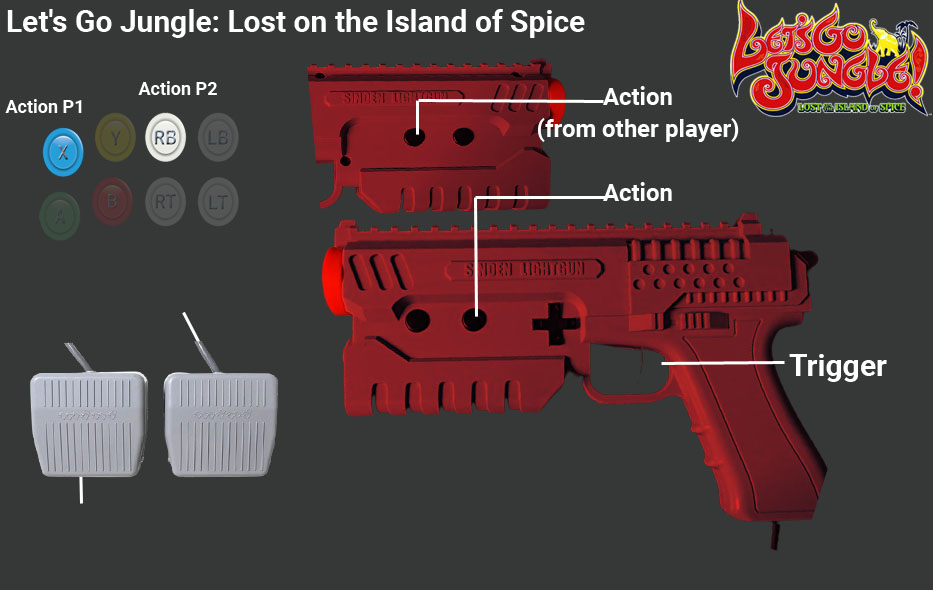 Let's Go Jungle: Lost on the Island of Spice
LET'S GO
JUNGLE!
LOST ON THE ISLAND OF SPICE
Action P1
Action P2
X
Y
RB
LB
A
B
RT
LT
SINDEN LIGHTGUN
Action
(from other player)
Action
SINDEN LIGHTGUN
Trigger